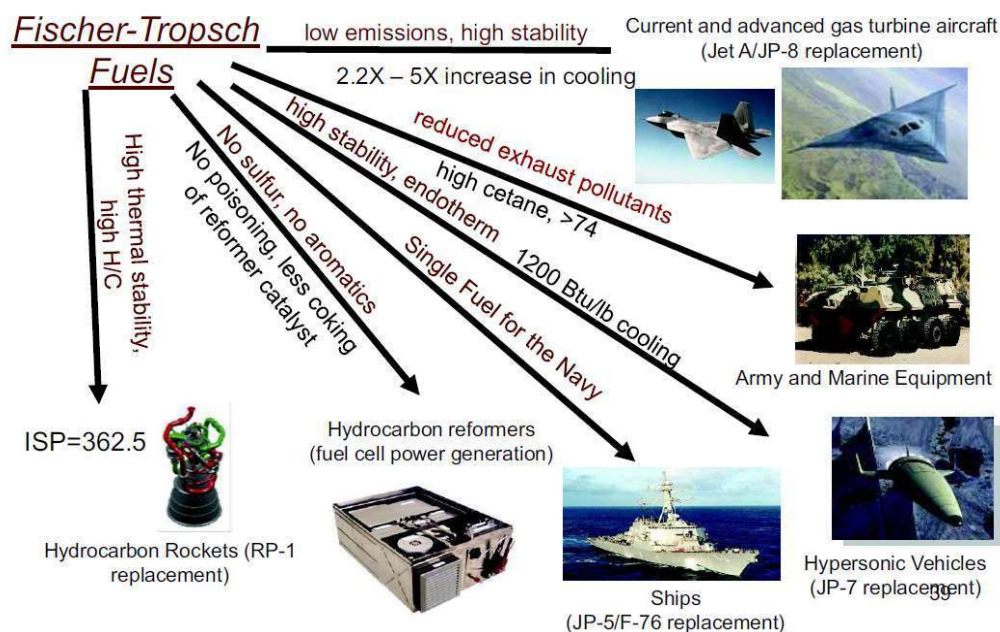 Fischer-Tropsch
Fuels
low emissions, high stability
2.2X – 5X increase in cooling
Current and advanced gas turbine aircraft
(Jet A/JP-8 replacement)
reduced exhaust pollutants
high cetane, >74
Army and Marine Equipment
high stability, endotherm
1200 Btu/lb cooling
Hypersonic Vehicles
(JP-7 replacement)
39
Single Fuel for the Navy
Ships
(JP-5/F-76 replacement)
No sulfur, no aromatics
No poisoning, less coking
of reformer catalyst
Hydrocarbon reformers
(fuel cell power generation)
High thermal stability,
high H/C
ISP=362.5
Hydrocarbon Rockets (RP-1
replacement)